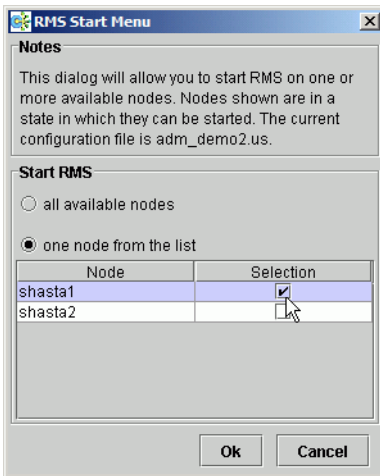 RMS Start Menu
Notes
This dialog will allow you to start RMS on one or
more available nodes. Nodes shown are in a
state in which they can be started. The current
configuration file is adm_demo2.us.
Start RMS
all available nodes
one node from the list
Node Selection
shasta1
shasta2
Ok Cancel